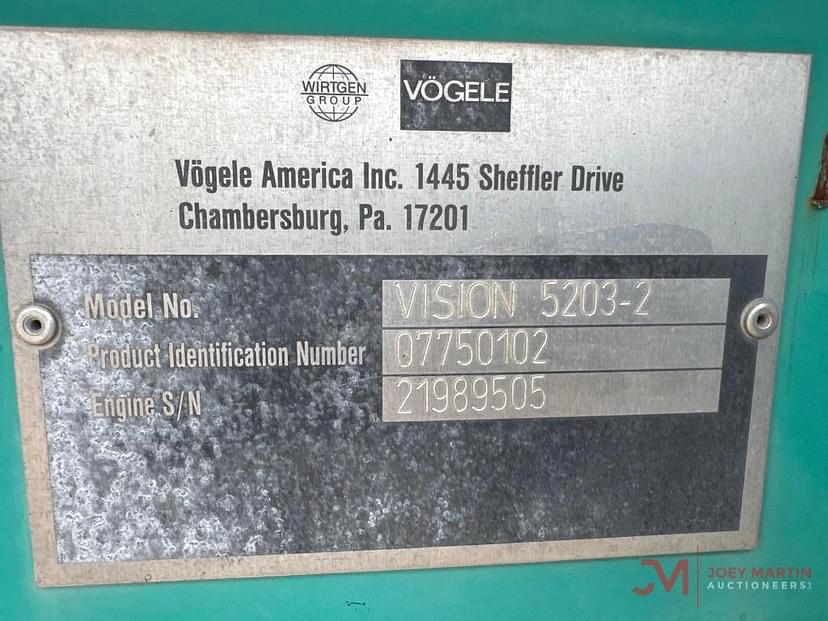 WIRTGEN
GROUP
VÖGELE
Vögele America Inc. 1445 Sheffler Drive
Chambersburg, Pa. 17201
Model No. VISION 5203-2
Product Identification Number 07750102
Engine S/N 21989505
JM JOEY MARTIN
AUCTIONEERS